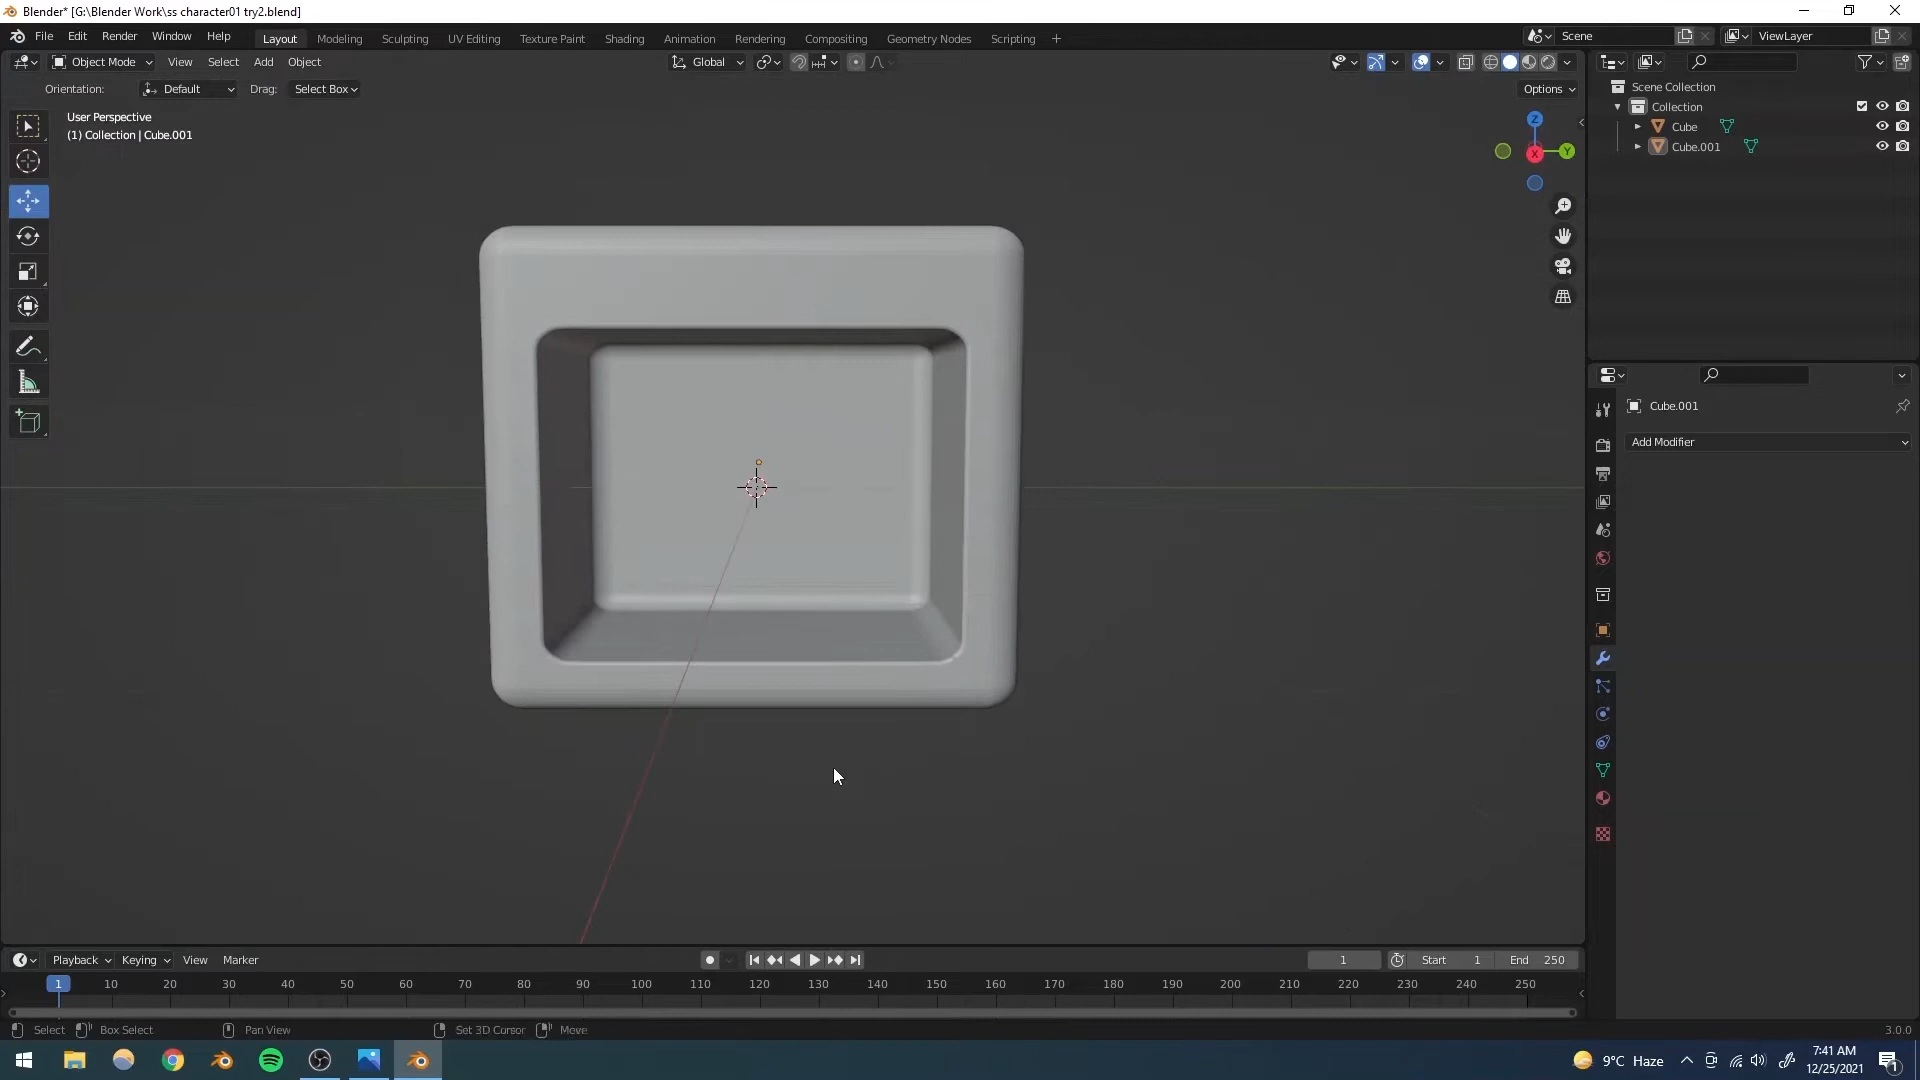 Blender* [G:\Blender Work\ss character01 try2.blend]
File Edit Render Window Help Layout Modeling Sculpting UV Editing Texture Paint Shading Animation Rendering Compositing Geometry Nodes Scripting + Scene ViewLayer
Object Mode View Select Add Object Global
Orientation: Default Drag: Select Box Options
User Perspective
(1) Collection | Cube.001
Z
Y
X
Scene Collection
Collection
Cube
Cube.001
Cube.001
Add Modifier
Playback Keying View Marker 1 Start 1 End 250
1 10 20 30 40 50 60 70 80 90 100 110 120 130 140 150 160 170 180 190 200 210 220 230 240 250
Select Box Select Pan View Set 3D Cursor Move 3.0.0
9°C Haze
7:41 AM
12/25/2021
1